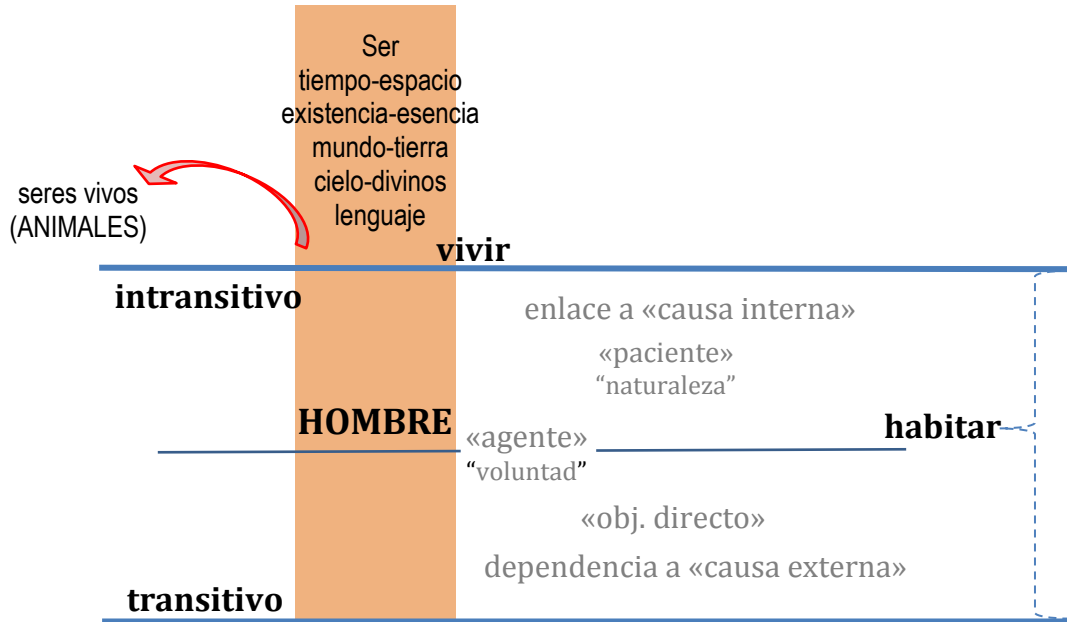 Ser
tiempo-espacio
existencia-esencia
mundo-tierra
cielo-divinos
lenguaje
seres vivos
(ANIMALES)
vivir
intransitivo
enlace a «causa interna»
«paciente»
“naturaleza”
HOMBRE
«agente»
“voluntad”
habitar
«obj. directo»
dependencia a «causa externa»
transitivo